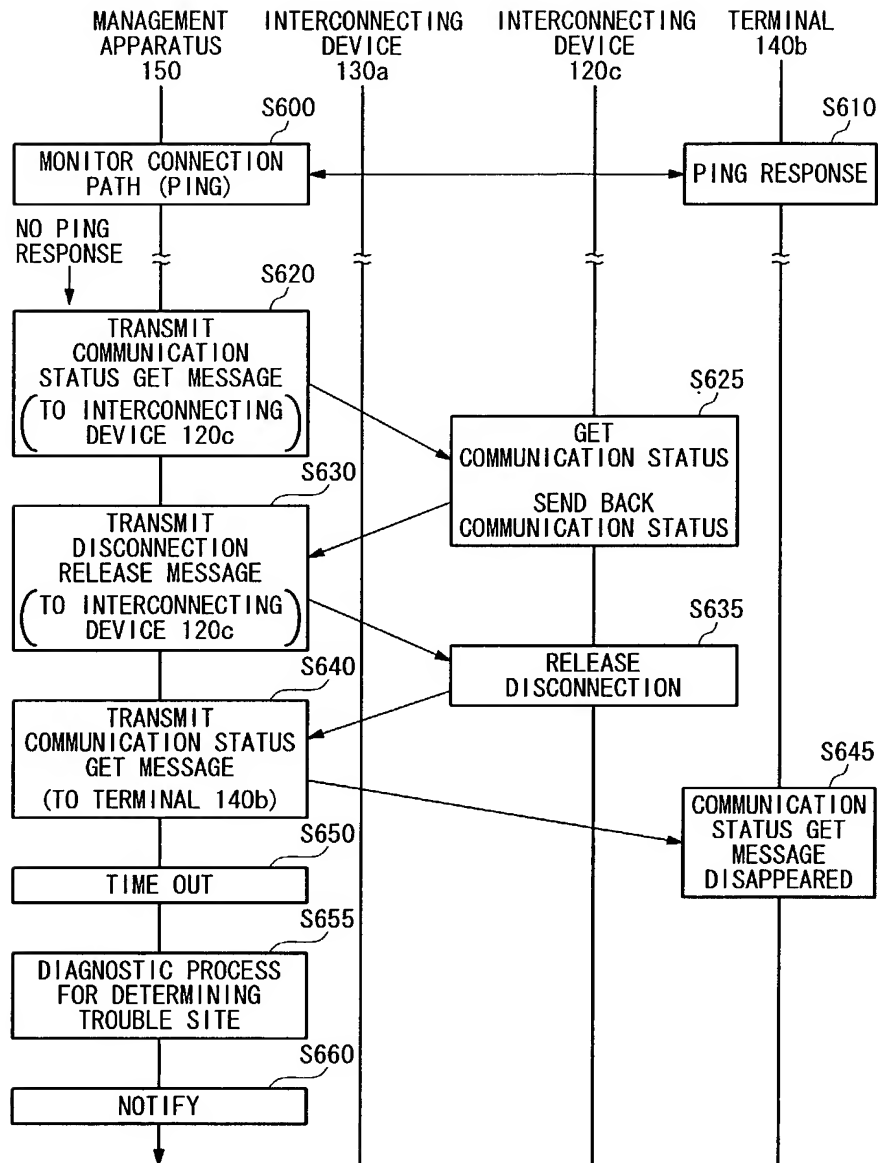 MANAGEMENT
APPARATUS
150
INTERCONNECTING
DEVICE
130a
INTERCONNECTING
DEVICE
120c
TERMINAL
140b
S600
MONITOR CONNECTION
PATH (PING)
S610
PING RESPONSE
NO PING
RESPONSE
S620
TRANSMIT
COMMUNICATION
STATUS GET MESSAGE
(TO INTERCONNECTING
DEVICE 120c)
S625
GET
COMMUNICATION STATUS
SEND BACK
COMMUNICATION STATUS
S630
TRANSMIT
DISCONNECTION
RELEASE MESSAGE
(TO INTERCONNECTING
DEVICE 120c)
S635
RELEASE
DISCONNECTION
S640
TRANSMIT
COMMUNICATION STATUS
GET MESSAGE
(TO TERMINAL 140b)
S645
COMMUNICATION
STATUS GET
MESSAGE
DISAPPEARED
S650
TIME OUT
S655
DIAGNOSTIC PROCESS
FOR DETERMINING
TROUBLE SITE
S660
NOTIFY